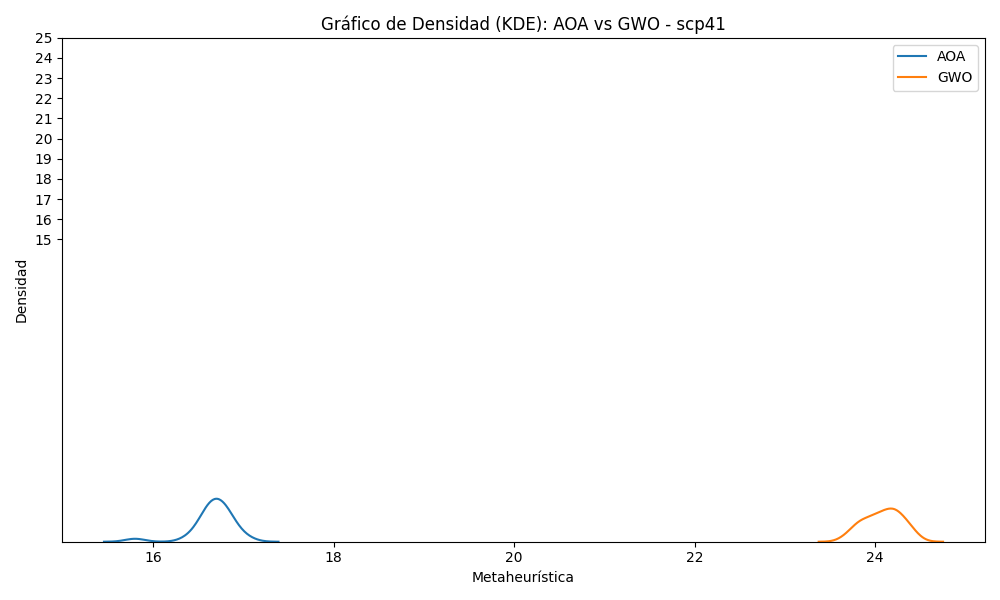 Gráfico de Densidad (KDE): AOA vs GWO - scp41
AOA
GWO
25
24
23
22
21
20
19
18
17
16
15
Densidad
16 18 20 22 24
Metaheurística